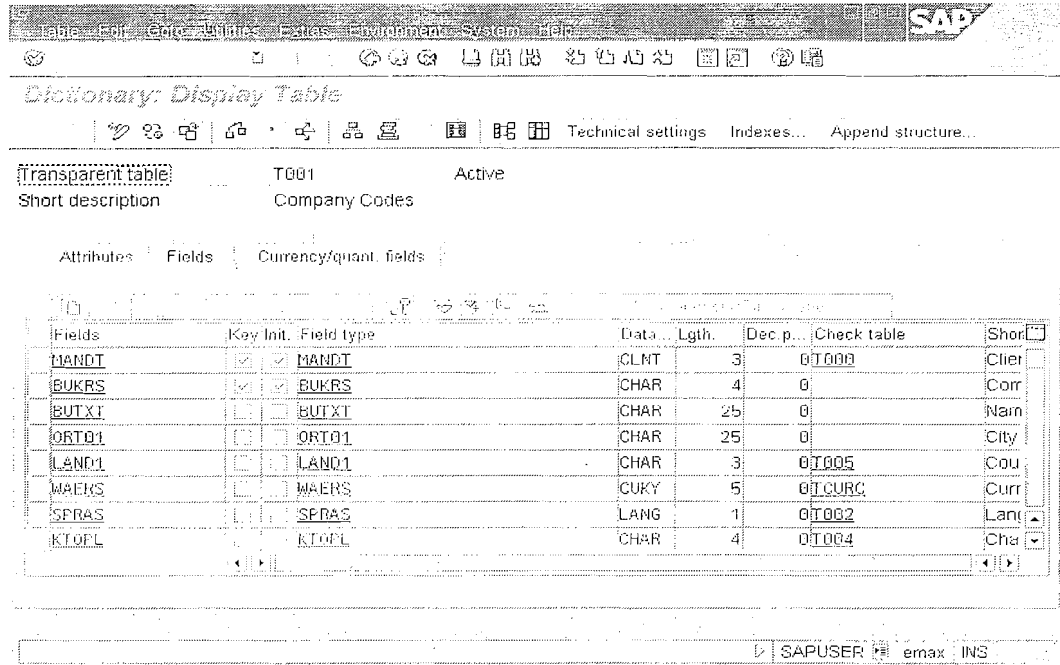 SAP
Table Edit Goto Utilities Extras Environment System Help
Dictionary: Display Table
Technical settings Indexes... Append structure...
Transparent table T001 Active
Short description Company Codes
Attributes Fields Currency/quant. fields
Fields Key Init. Field type Data... Lgth. Dec.p... Check table Shor
MANDT MANDT CLNT 3 0 T000 Clier
BUKRS BUKRS CHAR 4 0 Com
BUTXT BUTXT CHAR 25 0 Nam
ORT01 ORT01 CHAR 25 0 City
LAND1 LAND1 CHAR 3 0 T005 Cou
WAERS WAERS CUKY 5 0 TCURC Curr
SPRAS SPRAS LANG 1 0 T002 Lang
KTOPL KTOPL CHAR 4 0 T004 Cha
SAPUSER emax INS